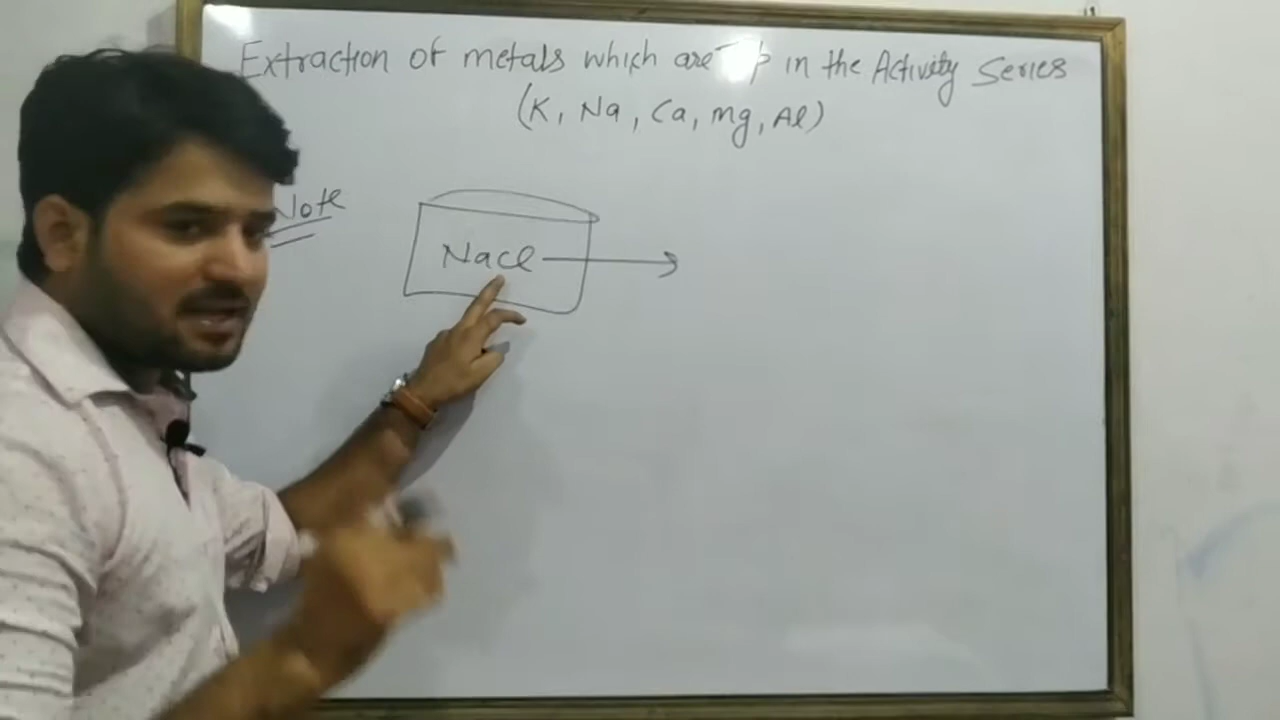 Extraction of metals which are in the Activity Series
(K, Na, Ca, Mg, Al)
Note
NaCl